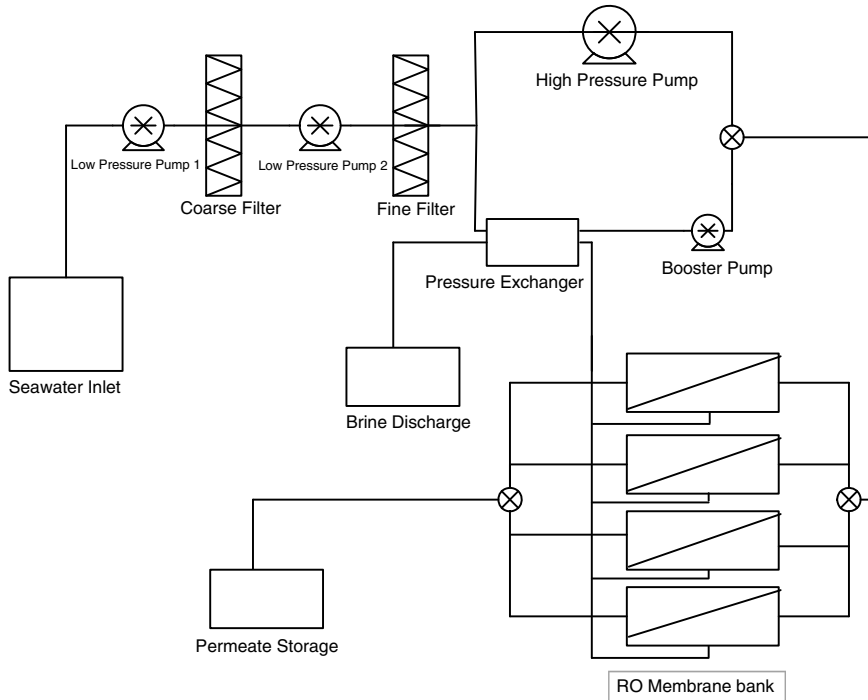 High Pressure Pump
Low Pressure Pump 1
Low Pressure Pump 2
Coarse Filter
Fine Filter
Pressure Exchanger
Booster Pump
Seawater Inlet
Brine Discharge
Permeate Storage
RO Membrane bank